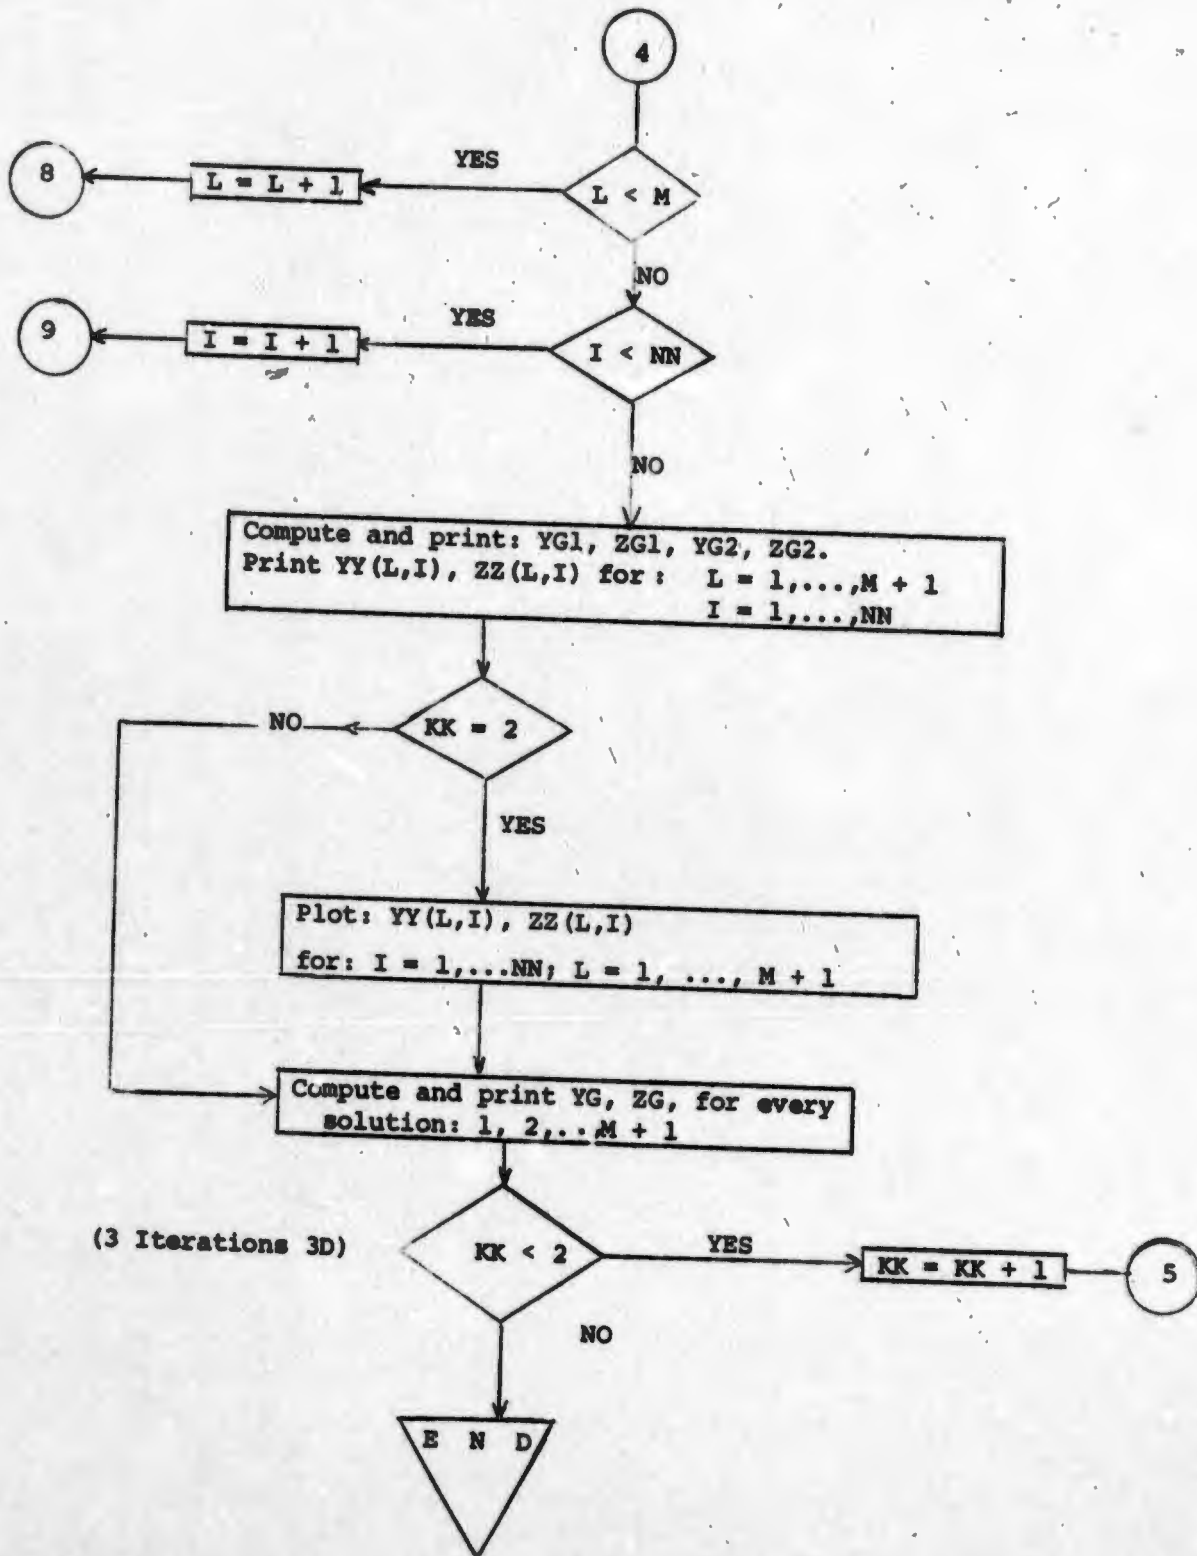 4
YES
8
L = L + 1
L < M
NO
YES
9
I = I + 1
I < NN
NO
Compute and print: YG1, ZG1, YG2, ZG2.
Print YY(L,I), ZZ(L,I) for: L = 1,...,M + 1
I = 1,...,NN
NO
KK = 2
YES
Plot: YY(L,I), ZZ(L,I)
for: I = 1,...NN; L = 1, ..., M + 1
Compute and print YG, ZG, for every
solution: 1, 2,...M + 1
(3 Iterations 3D)
KK < 2
YES
KK = KK + 1
5
NO
E N D